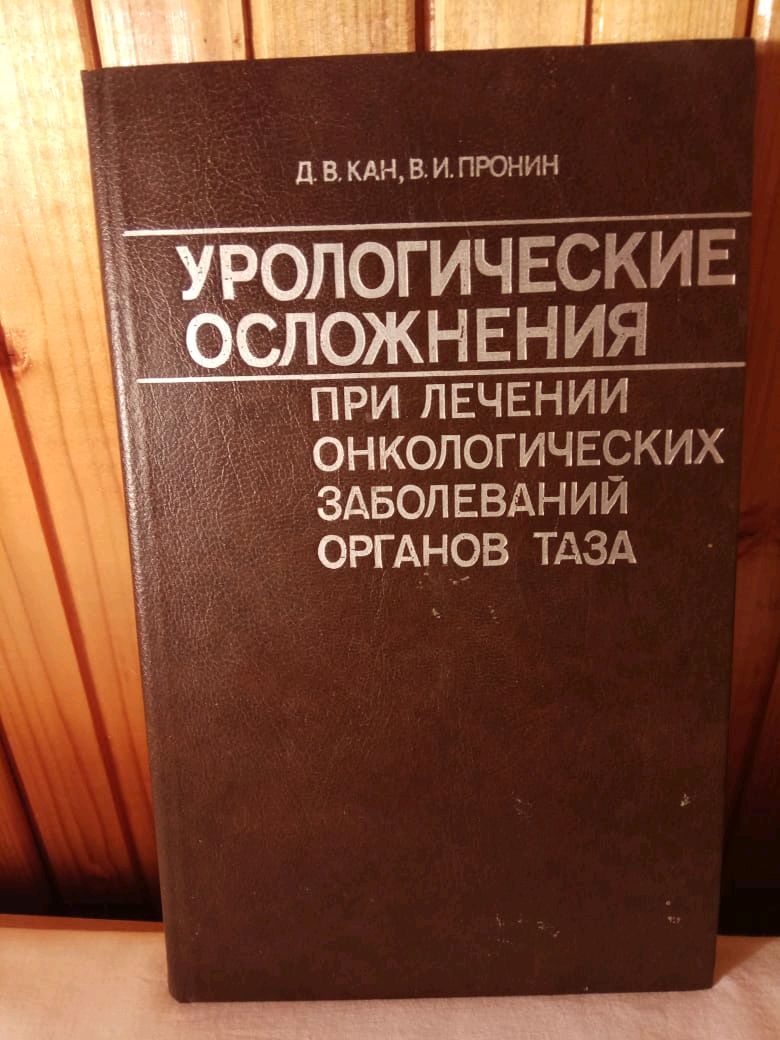 Д. В. КАН, В. И. ПРОНИН
УРОЛОГИЧЕСКИЕ
ОСЛОЖНЕНИЯ
ПРИ ЛЕЧЕНИИ
ОНКОЛОГИЧЕСКИХ
ЗАБОЛЕВАНИЙ
ОРГАНОВ ТАЗА